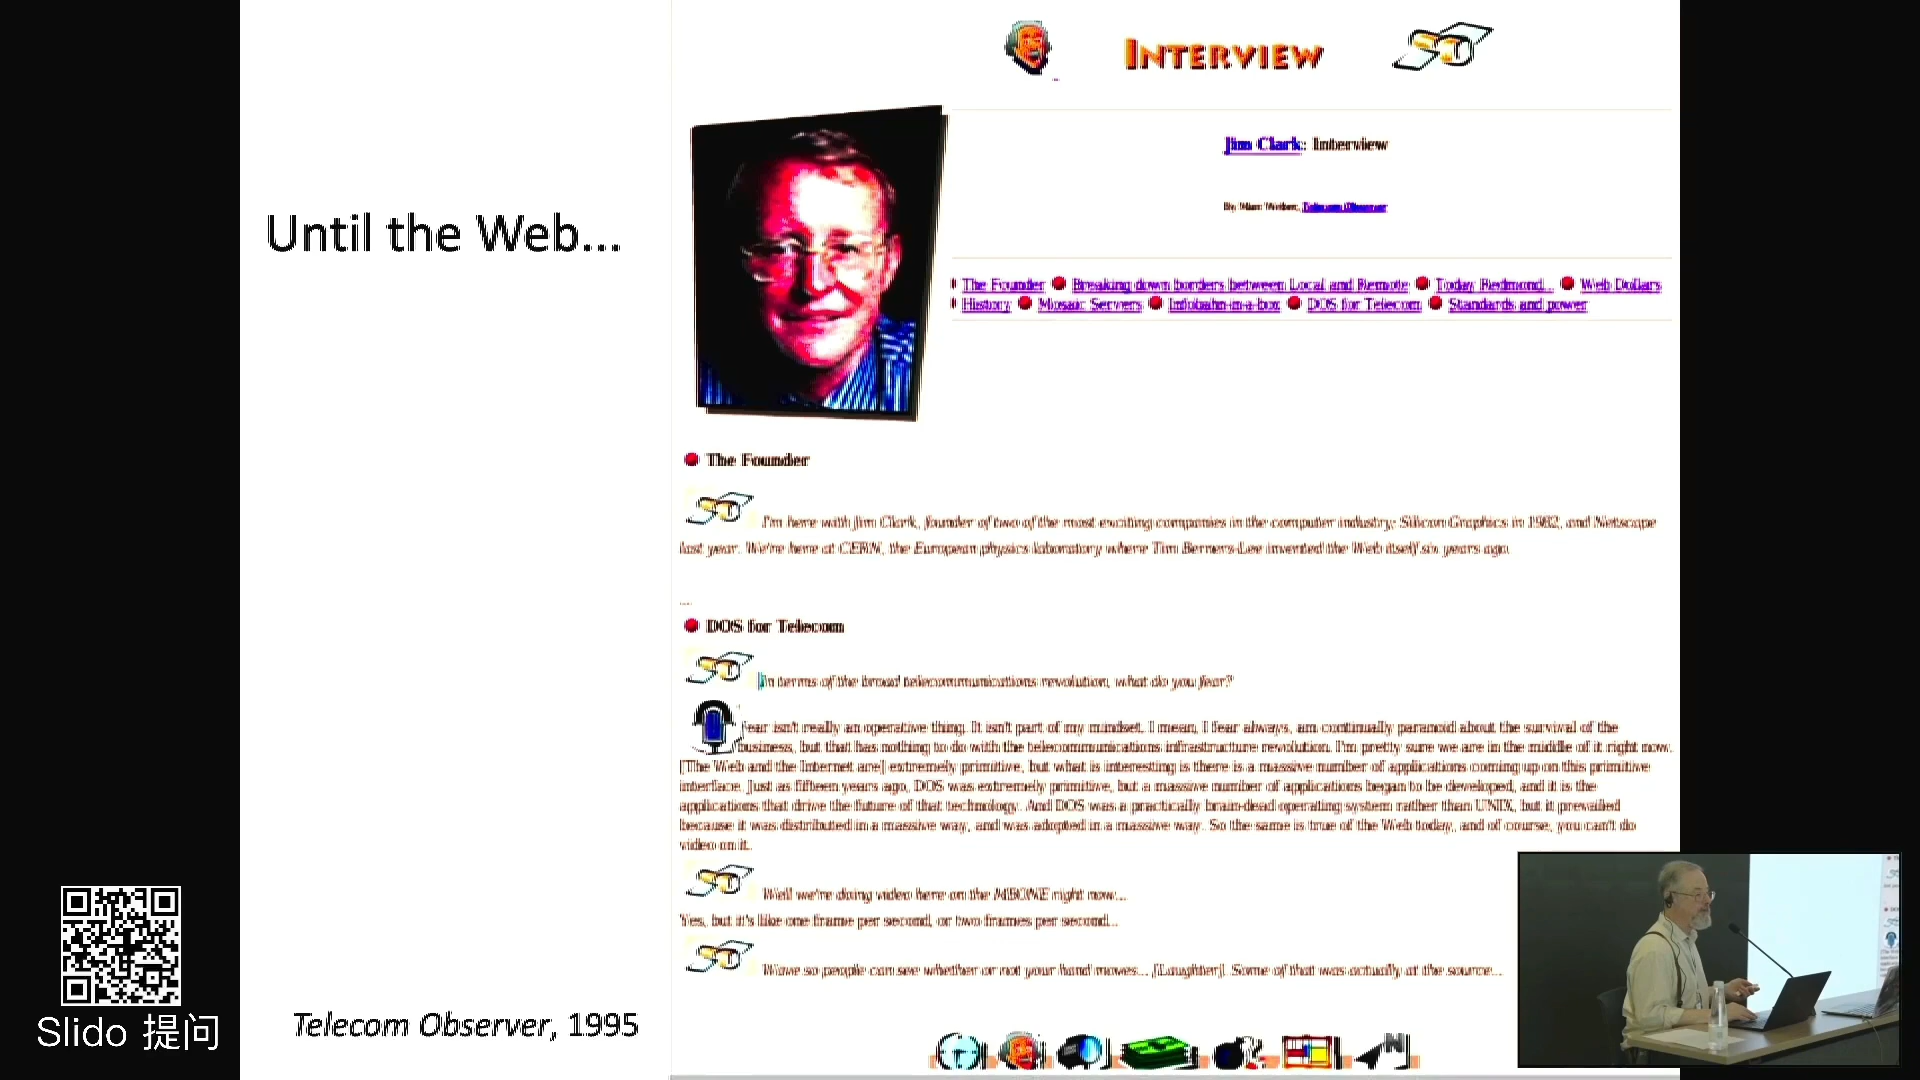 INTERVIEW
Until the Web...
Jim Clark: Interview
By Marc Weber, Telecom Observer
The Founder Breaking down borders between Local and Remote Today Redmond... Web Dollars
History Mosaic Servers Infobahn-in-a-box DOS for Telecom Standards and power
The Founder
I'm here with Jim Clark, founder of two of the most exciting companies in the computer industry; Silicon Graphics in 1982, and Netscape
last year. We're here at CERN, the European physics laboratory where Tim Berners-Lee invented the Web itself six years ago.
...
DOS for Telecom
In terms of the broad telecommunications revolution, what do you fear?
Fear isn't really an operative thing. It isn't part of my mindset. I mean, I fear always, am continually paranoid about the survival of the
business, but that has nothing to do with the telecommunications infrastructure revolution. I'm pretty sure we are in the middle of it right now.
[The Web and the Internet are] extremely primitive, but what is interesting is there is a massive number of applications coming up on this primitive
interface. Just as fifteen years ago, DOS was extremely primitive, but a massive number of applications began to be developed, and it is the
applications that drive the future of that technology. And DOS was a practically brain-dead operating system rather than UNIX, but it prevailed
because it was distributed in a massive way, and was adopted in a massive way. So the same is true of the Web today, and of course, you can't do
video on it.
Well we're doing video here on the MBONE right now...
Yes, but it's like one frame per second, or two frames per second...
Wave so people can see whether or not your hand moves... [Laughter]. Some of that was actually at the source...
Telecom Observer, 1995
Slido 提问